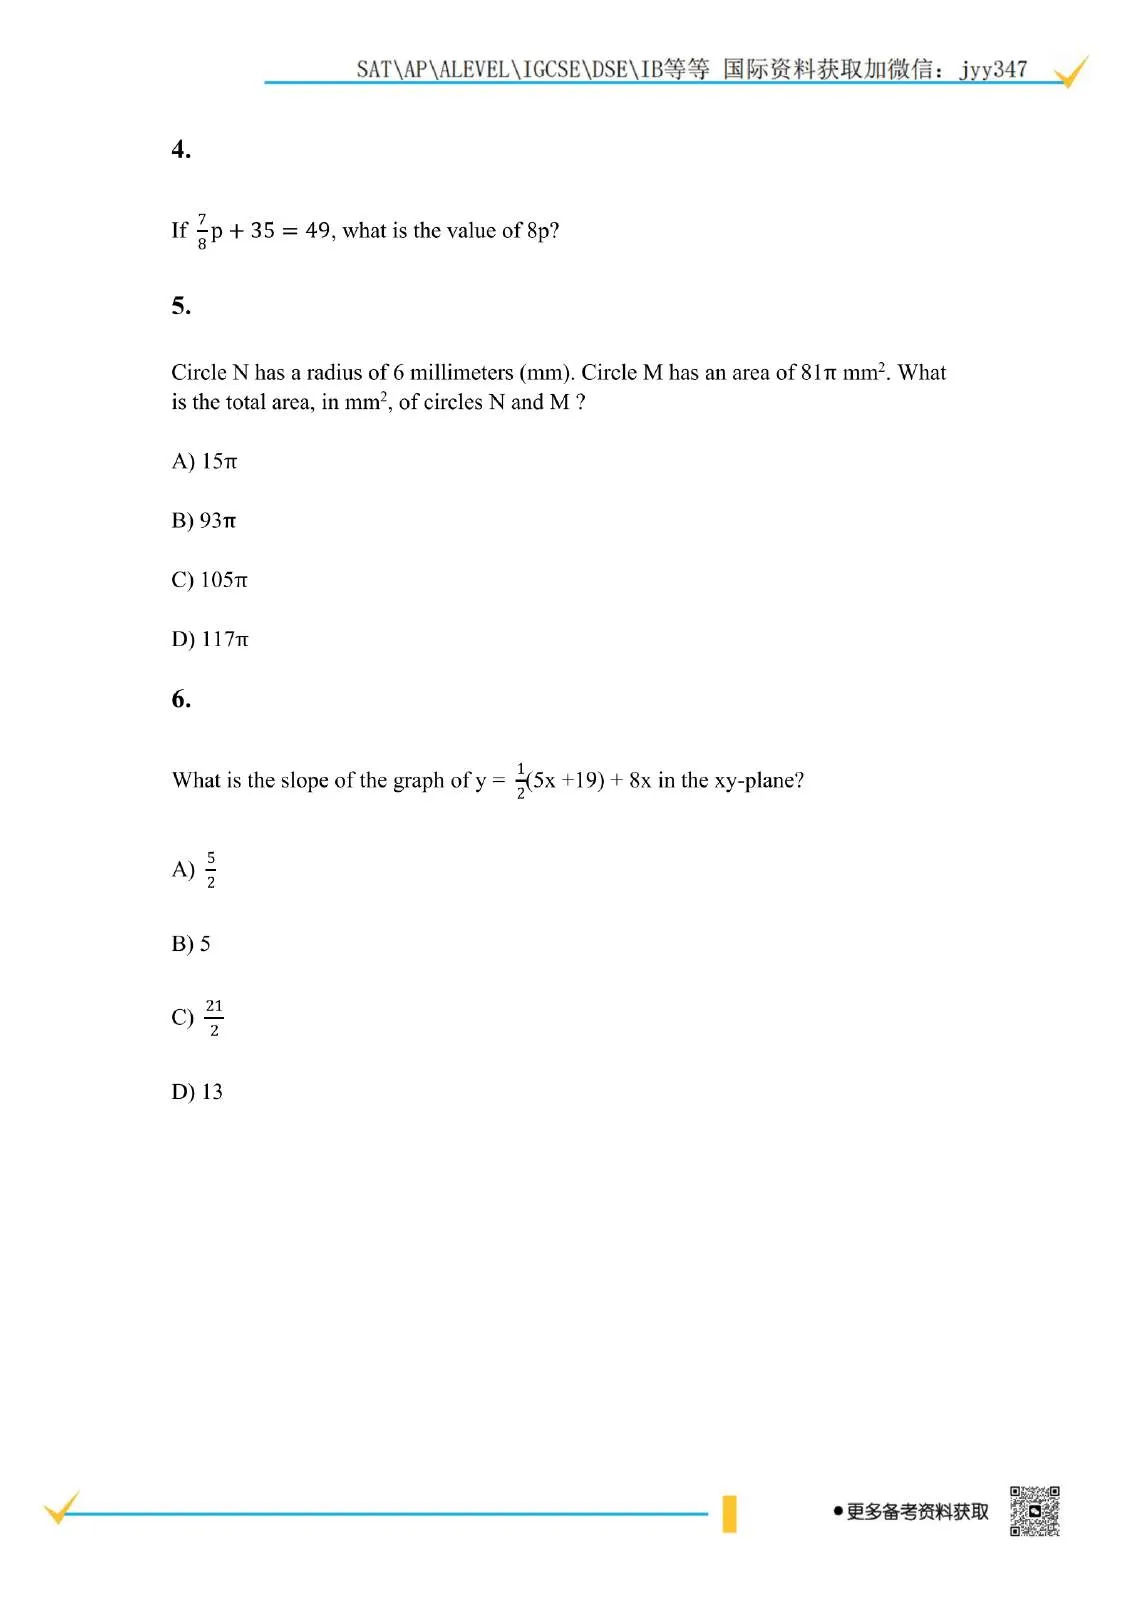 SAT\AP\ALEVEL\IGCSE\DSE\IB等等 国际资料获取加微信：jyy347
4.
If 7/8 p + 35 = 49, what is the value of 8p?
5.
Circle N has a radius of 6 millimeters (mm). Circle M has an area of 81π mm². What
is the total area, in mm², of circles N and M ?
A) 15π
B) 93π
C) 105π
D) 117π
6.
What is the slope of the graph of y = 1/2(5x +19) + 8x in the xy-plane?
A) 5/2
B) 5
C) 21/2
D) 13
●更多备考资料获取